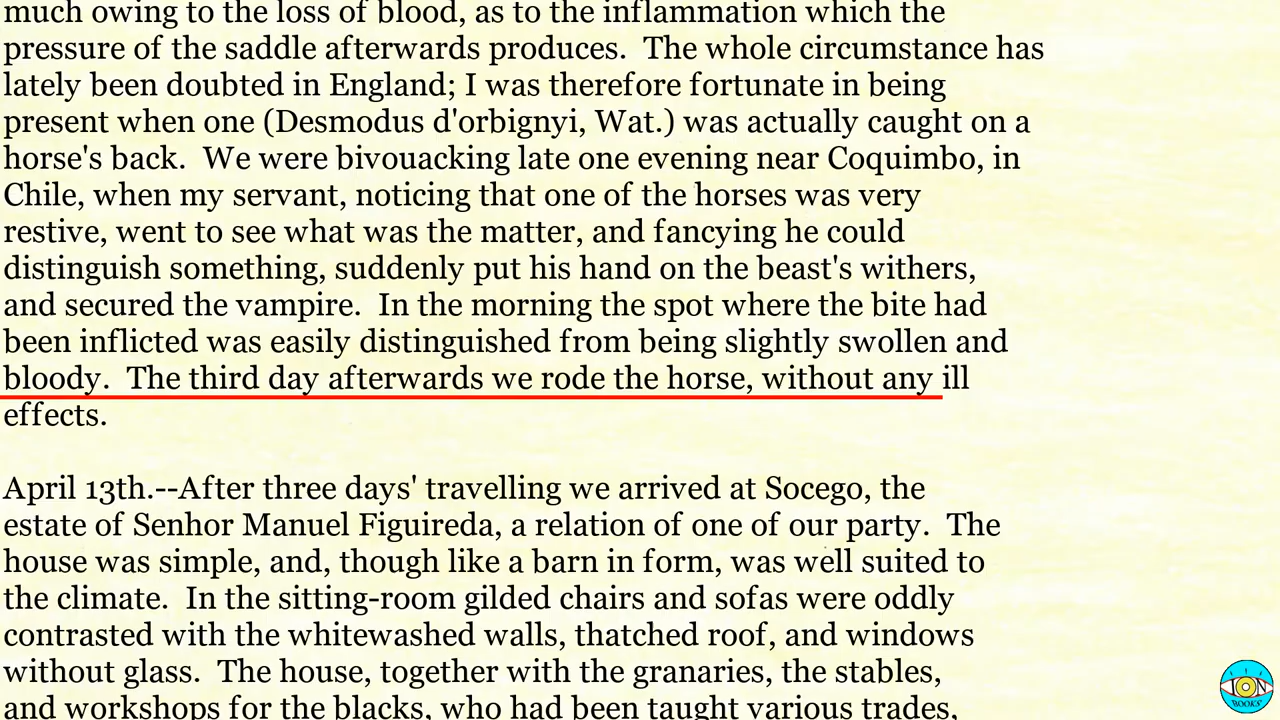 much owing to the loss of blood, as to the inflammation which the
pressure of the saddle afterwards produces.  The whole circumstance has
lately been doubted in England; I was therefore fortunate in being
present when one (Desmodus d'orbignyi, Wat.) was actually caught on a
horse's back.  We were bivouacking late one evening near Coquimbo, in
Chile, when my servant, noticing that one of the horses was very
restive, went to see what was the matter, and fancying he could
distinguish something, suddenly put his hand on the beast's withers,
and secured the vampire.  In the morning the spot where the bite had
been inflicted was easily distinguished from being slightly swollen and
bloody.  The third day afterwards we rode the horse, without any ill
effects.
April 13th.--After three days' travelling we arrived at Socego, the
estate of Senhor Manuel Figuireda, a relation of one of our party.  The
house was simple, and, though like a barn in form, was well suited to
the climate.  In the sitting-room gilded chairs and sofas were oddly
contrasted with the whitewashed walls, thatched roof, and windows
without glass.  The house, together with the granaries, the stables,
and workshops for the blacks, who had been taught various trades,
ION
BOOKS